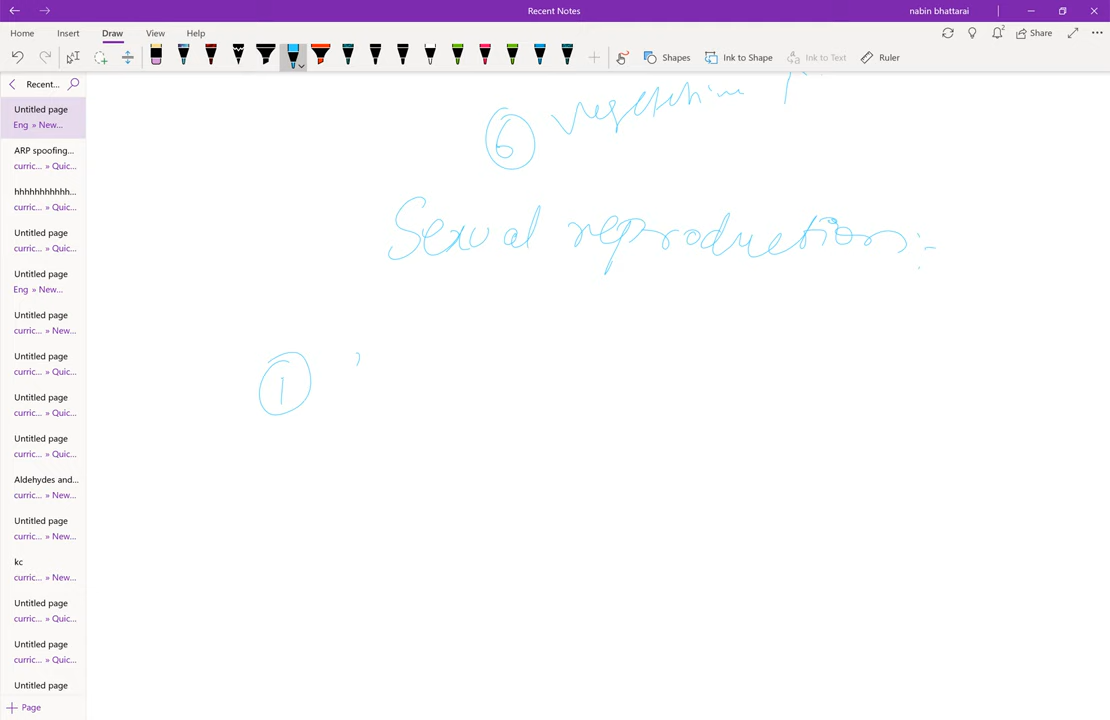 Recent Notes
nabin bhattarai
Home Insert Draw View Help
Share
Shapes Ink to Shape Ink to Text Ruler
Recent...
Untitled page
Eng » New...
ARP spoofing...
curric... » Quic...
hhhhhhhhhhh...
curric... » Quic...
Untitled page
curric... » Quic...
Untitled page
Eng » New...
Untitled page
curric... » New...
Untitled page
curric... » Quic...
Untitled page
curric... » Quic...
Untitled page
curric... » Quic...
Aldehydes and...
curric... » New...
Untitled page
curric... » New...
kc
curric... » New...
Untitled page
curric... » Quic...
Untitled page
curric... » Quic...
Untitled page
Page
6
Sexual reproduction:-
1